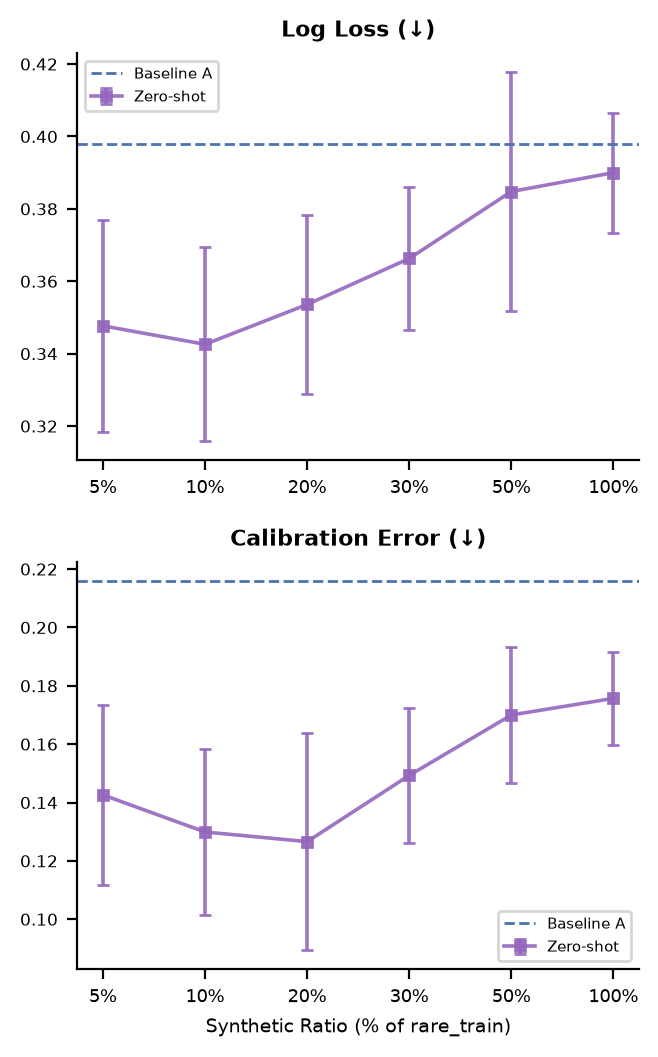 Log Loss (↓)
0.42
0.40
0.38
0.36
0.34
0.32
Baseline A
Zero-shot
5% 10% 20% 30% 50% 100%
Calibration Error (↓)
0.22
0.20
0.18
0.16
0.14
0.12
0.10
Baseline A
Zero-shot
5% 10% 20% 30% 50% 100%
Synthetic Ratio (% of rare_train)